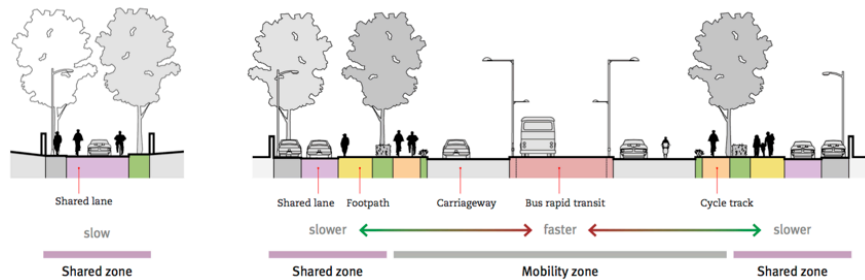 Shared lane
slow
Shared zone
Shared lane
Footpath
Carriageway
Bus rapid transit
Cycle track
slower
faster
slower
Shared zone
Mobility zone
Shared zone